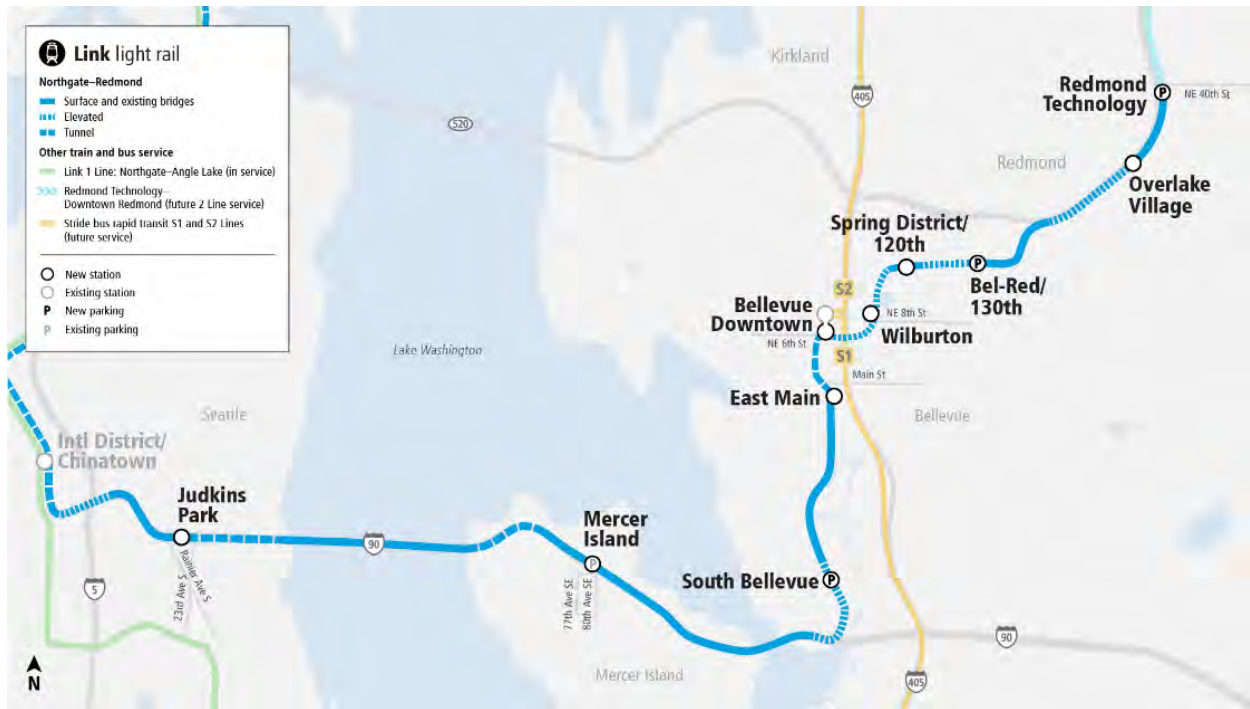 Link light rail
Northgate–Redmond
Surface and existing bridges
Elevated
Tunnel
Other train and bus service
Link 1 Line: Northgate–Angle Lake (in service)
Redmond Technology–
Downtown Redmond (future 2 Line service)
Stride bus rapid transit S1 and S2 Lines
(future service)
New station
Existing station
P New parking
P Existing parking
Kirkland
405
520
Redmond
Technology
P
NE 40th St
Redmond
Overlake
Village
Spring District/
120th
P
Bel-Red/
130th
S2
Bellevue
Downtown
NE 8th St
Wilburton
NE 6th St
S1
Main St
East Main
Bellevue
Lake Washington
Seattle
Intl District/
Chinatown
Judkins
Park
Rainier Ave S
23rd Ave S
5
90
Mercer
Island
P
77th Ave SE
80th Ave SE
South Bellevue
P
90
Mercer Island
405
N